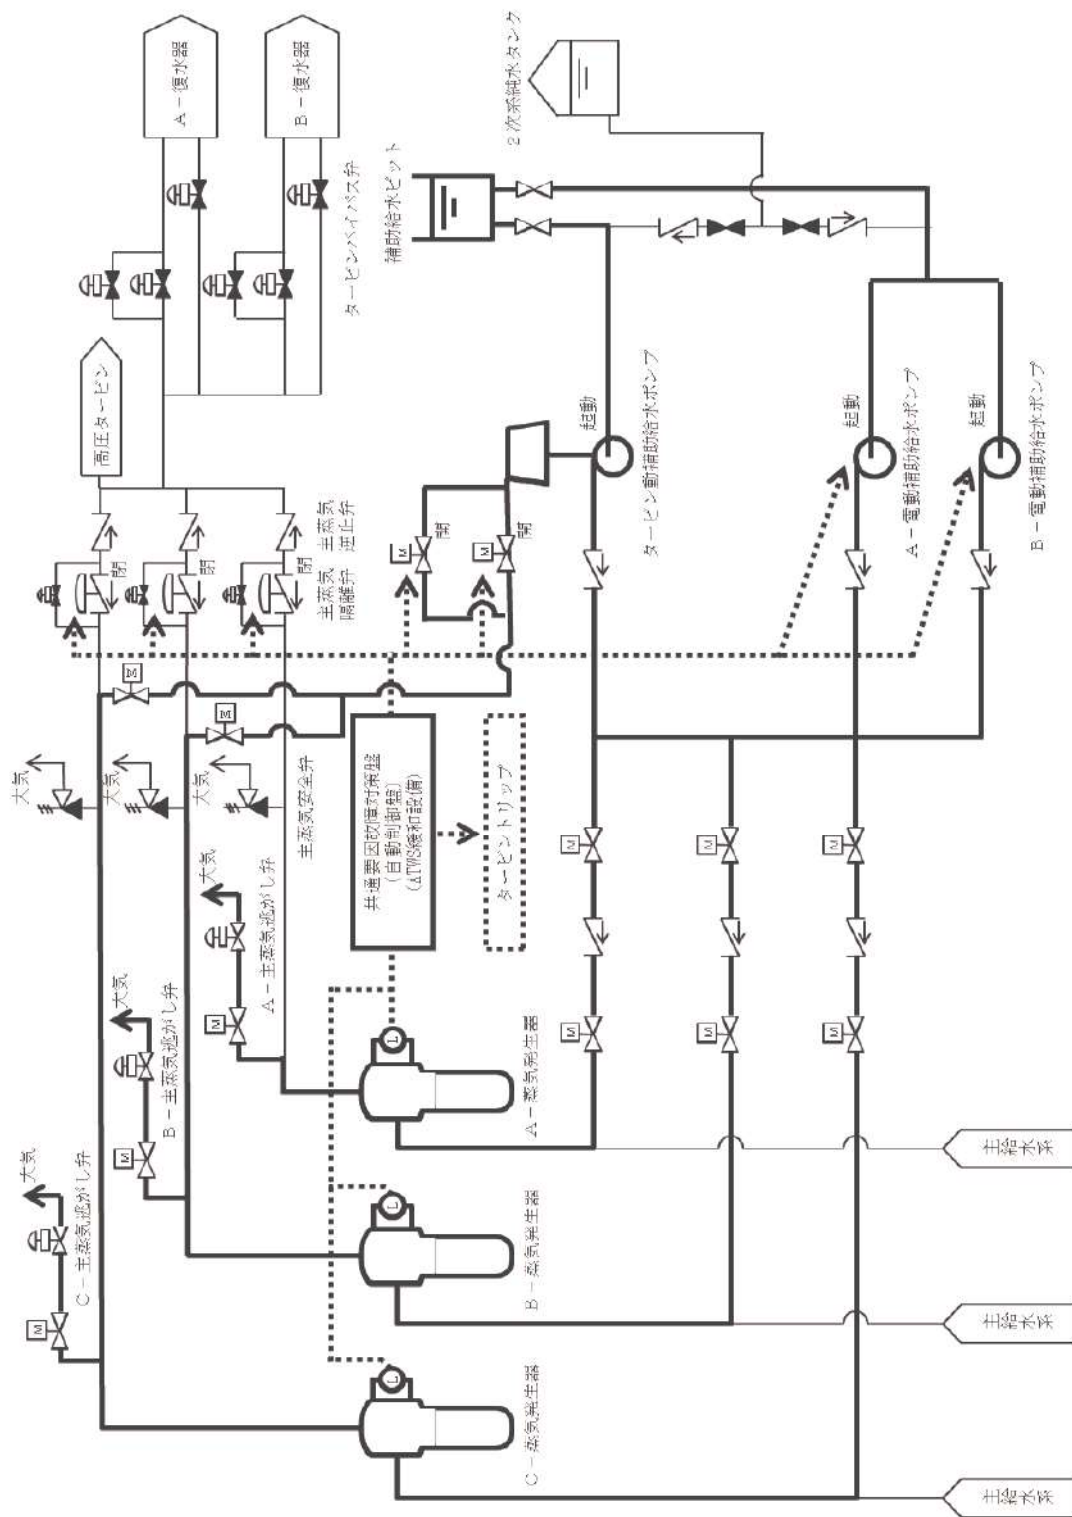 A－復水器
B－復水器
タービンバイパス弁
補助給水ピット
2次系純水タンク
高圧タービン
主蒸気
逆止弁
主蒸気
隔離弁
閉
閉
閉
M
開
M
開
起動
タービン動補助給水ポンプ
起動
A－電動補助給水ポンプ
起動
B－電動補助給水ポンプ
M
M
大気
大気
大気
主蒸気安全弁
共通要因故障対策盤
(自動制御盤)
(ATWS緩和設備)
タービントリップ
大気
M
A－主蒸気逃がし弁
大気
M
B－主蒸気逃がし弁
大気
M
C－主蒸気逃がし弁
L
A－蒸気発生器
L
B－蒸気発生器
L
C－蒸気発生器
M
M
M
M
M
M
主給水系
主給水系
主給水系